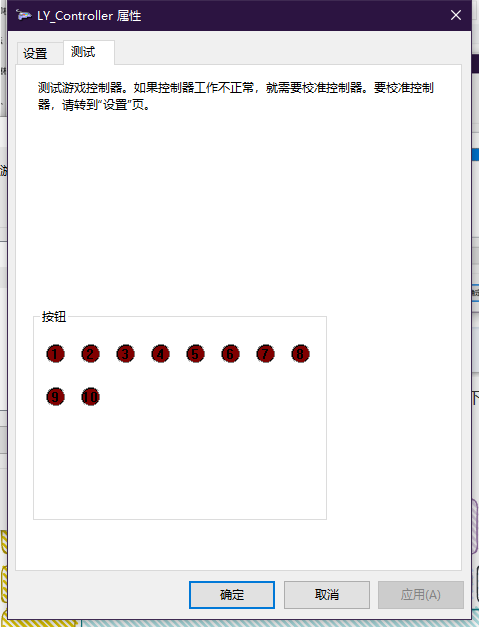 LY_Controller 属性
设置
测试
测试游戏控制器。如果控制器工作不正常，就需要校准控制器。要校准控制
器，请转到“设置”页。
按钮
1 2 3 4 5 6 7 8
9 10
确定
取消
应用(A)